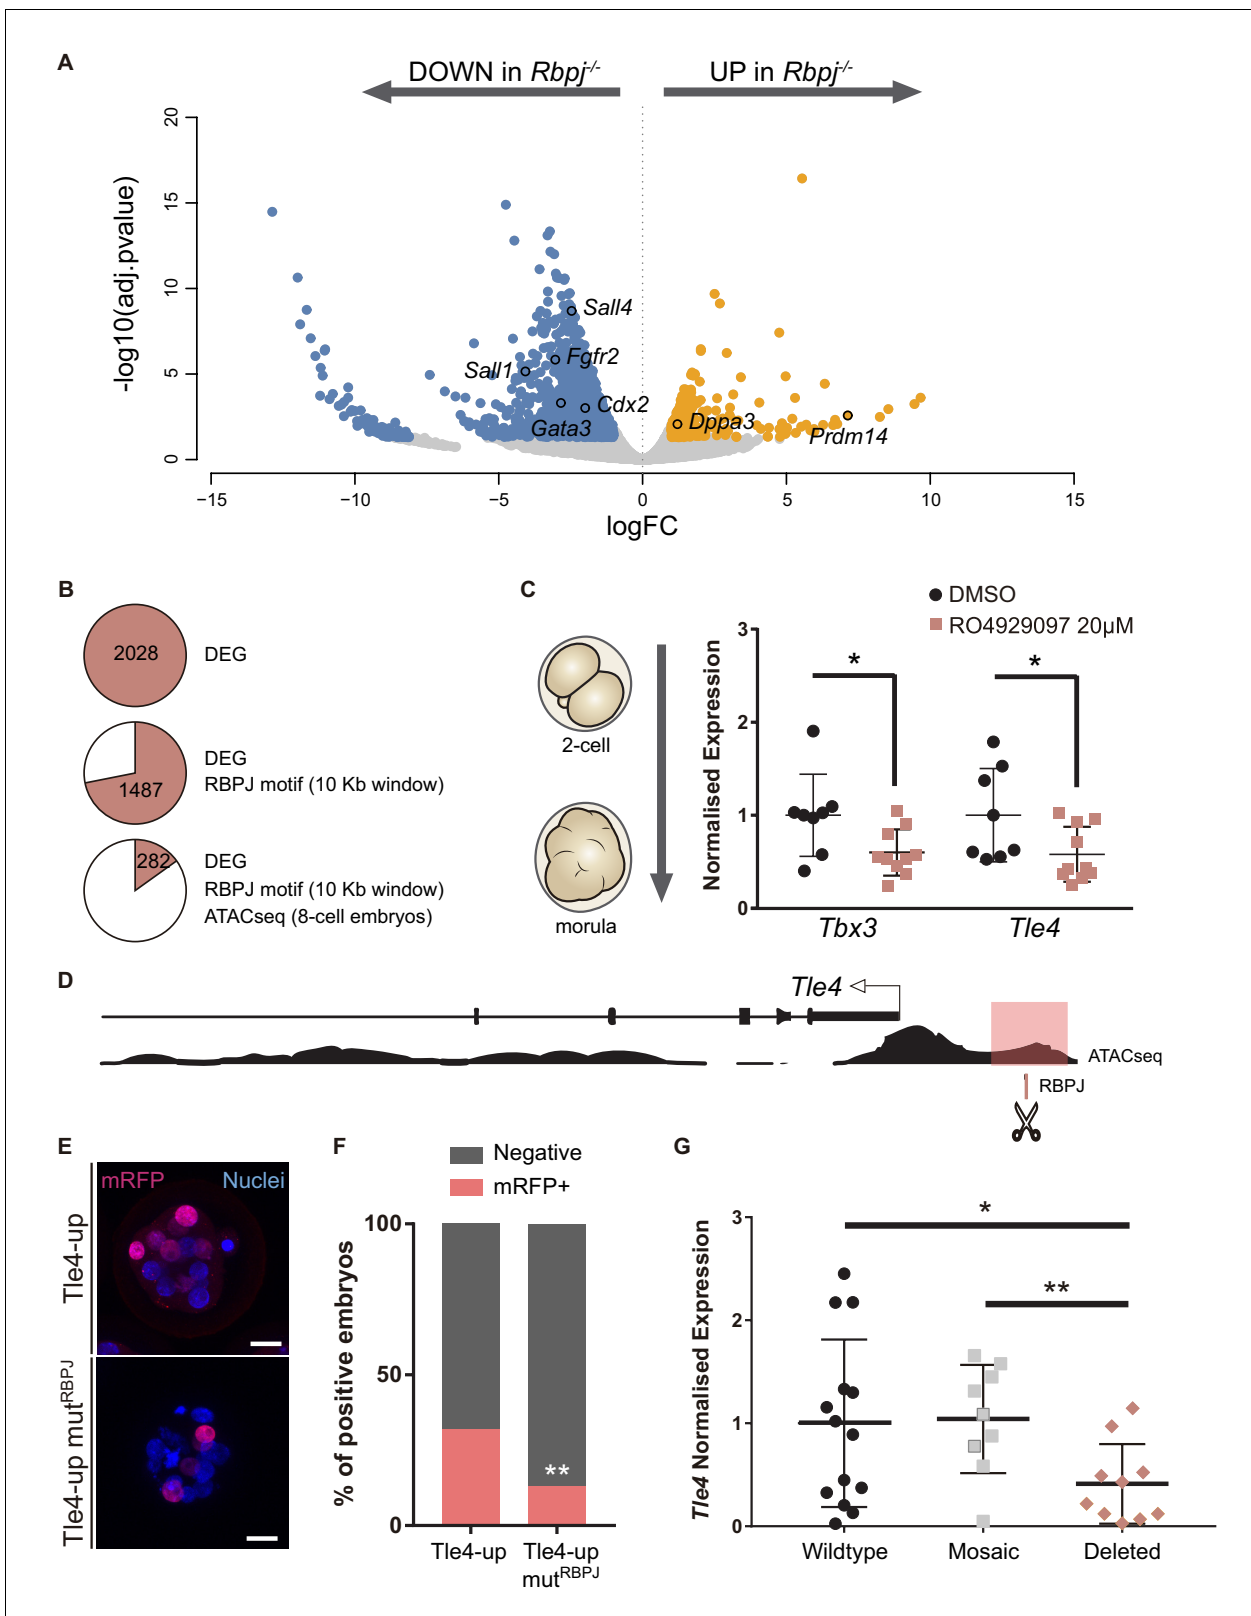 A
DOWN in Rbpj-/-
UP in Rbpj-/-
-log10(adj.pvalue)
20
15
10
5
0
Sall4
Fgfr2
Sall1
Cdx2
Gata3
Dppa3
Prdm14
−15
−10
−5
0
5
10
15
logFC
B
2028
DEG
1487
DEG
RBPJ motif (10 Kb window)
282
DEG
RBPJ motif (10 Kb window)
ATACseq (8-cell embryos)
C
2-cell
morula
DMSO
RO4929097 20µM
Normalised Expression
3
2
1
0
*
*
Tbx3
Tle4
D
Tle4
ATACseq
RBPJ
E
mRFP
Nuclei
Tle4-up
Tle4-up mutRBPJ
F
Negative
mRFP+
% of positive embryos
100
50
0
**
Tle4-up
Tle4-up
mutRBPJ
G
Tle4 Normalised Expression
3
2
1
0
*
**
Wildtype
Mosaic
Deleted